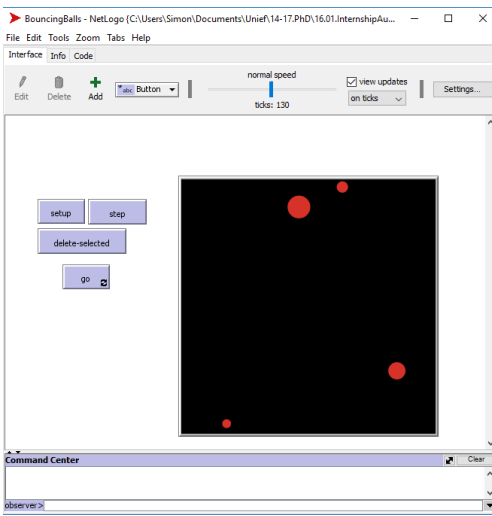 BouncingBalls - NetLogo {C:\Users\Simon\Documents\Unief\14-17.PhD\16.01.InternshipAu...
File Edit Tools Zoom Tabs Help
Interface Info Code
Edit Delete Add abc Button
normal speed
ticks: 130
view updates
on ticks
Settings...
setup step
delete-selected
go
Command Center Clear
observer>